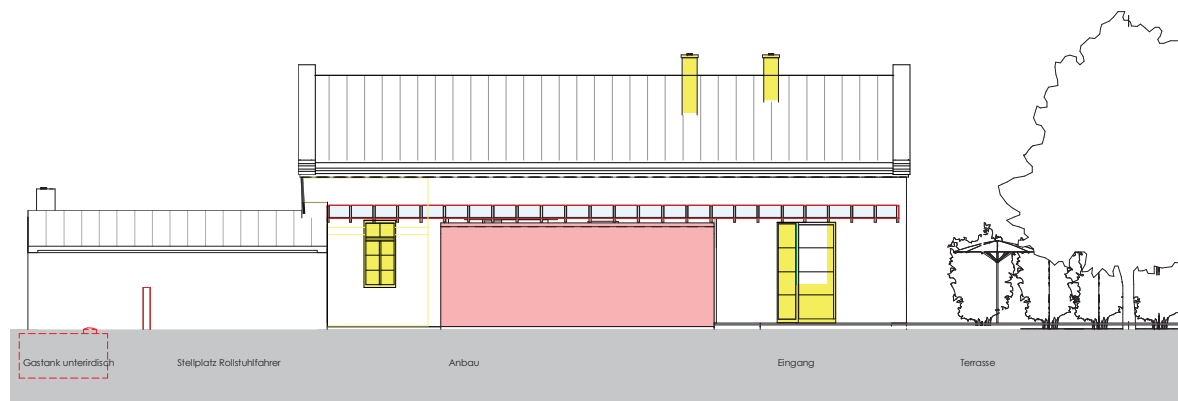 Gastank unterirdisch
Stellplatz Rollstuhlfahrer
Anbau
Eingang
Terrasse